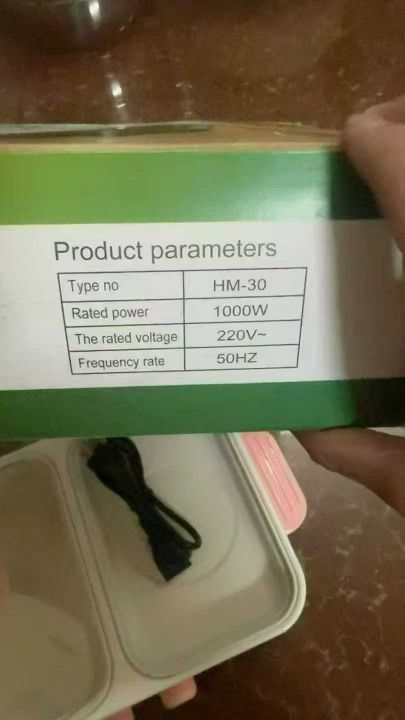 Product parameters
Type no HM-30
Rated power 1000W
The rated voltage 220V~
Frequency rate 50HZ